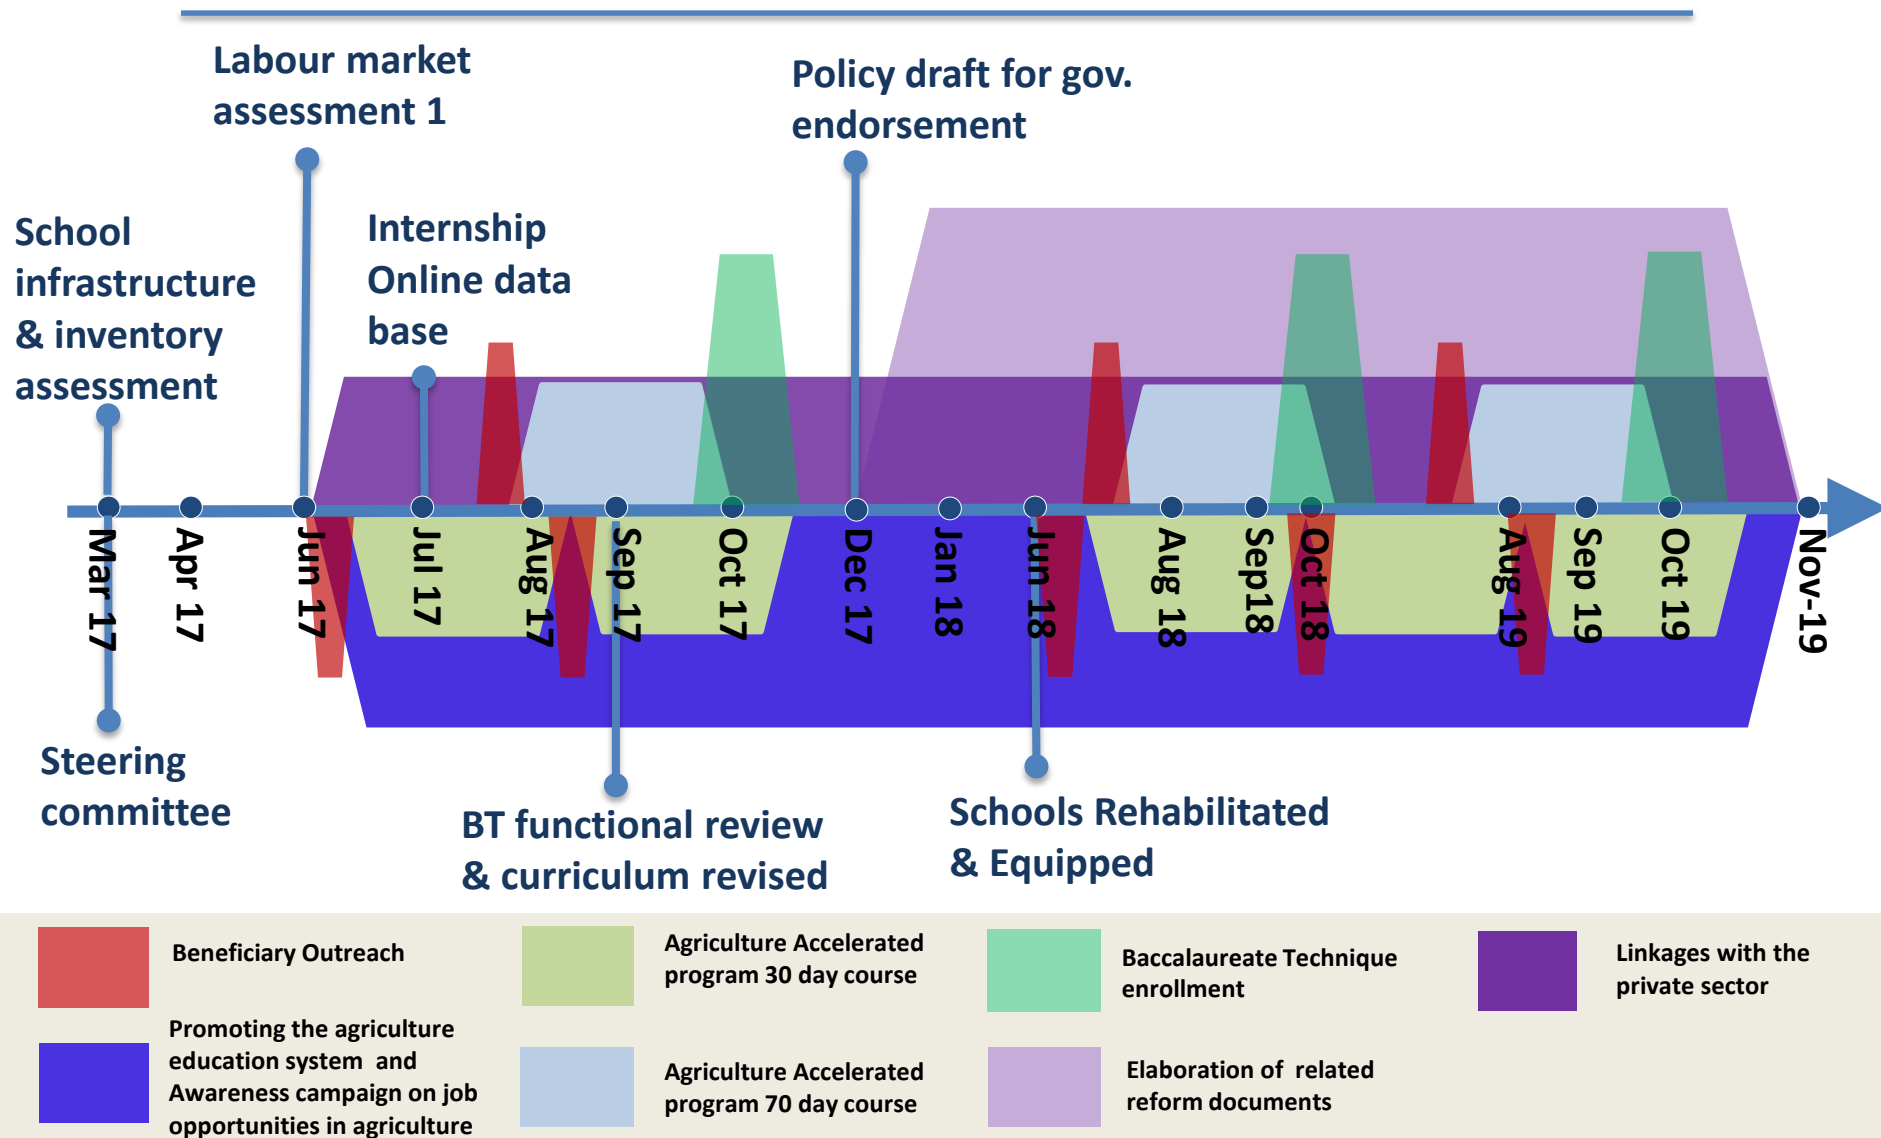 Labour market
assessment 1
Policy draft for gov.
endorsement
School
infrastructure
& inventory
assessment
Internship
Online data
base
Mar 17
Apr 17
Jun 17
Jul 17
Aug 17
Sep 17
Oct 17
Dec 17
Jan 18
Jun 18
Aug 18
Sep18
Oct 18
Aug 19
Sep 19
Oct 19
Nov-19
Steering
committee
BT functional review
& curriculum revised
Schools Rehabilitated
& Equipped
Beneficiary Outreach
Agriculture Accelerated
program 30 day course
Baccalaureate Technique
enrollment
Linkages with the
private sector
Promoting the agriculture
education system and
Awareness campaign on job
opportunities in agriculture
Agriculture Accelerated
program 70 day course
Elaboration of related
reform documents